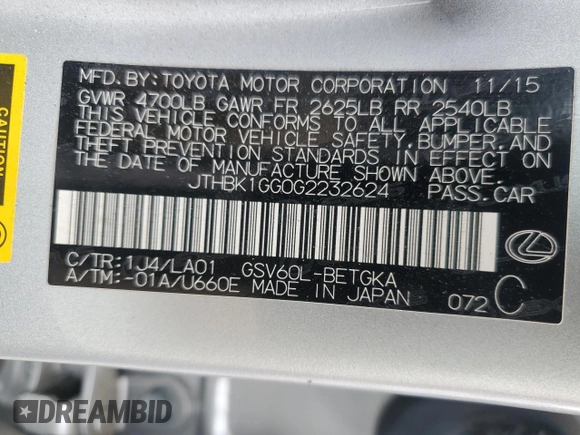 MFD.BY: TOYOTA MOTOR CORPORATION 11/15
GVWR 4700LB GAWR FR 2625LB RR 2540LB
THIS VEHICLE CONFORMS TO ALL APPLICABLE
FEDERAL MOTOR VEHICLE SAFETY, BUMPER, AND
THEFT PREVENTION STANDARDS IN EFFECT ON
THE DATE OF MANUFACTURE SHOWN ABOVE.
JTHBK1GG0G2232624 PASS.CAR
C/TR: 1J4/LA01 GSV60L-BETGKA
A/TM: -01A/U660E MADE IN JAPAN 072 C
CAUTION
DREAMBID